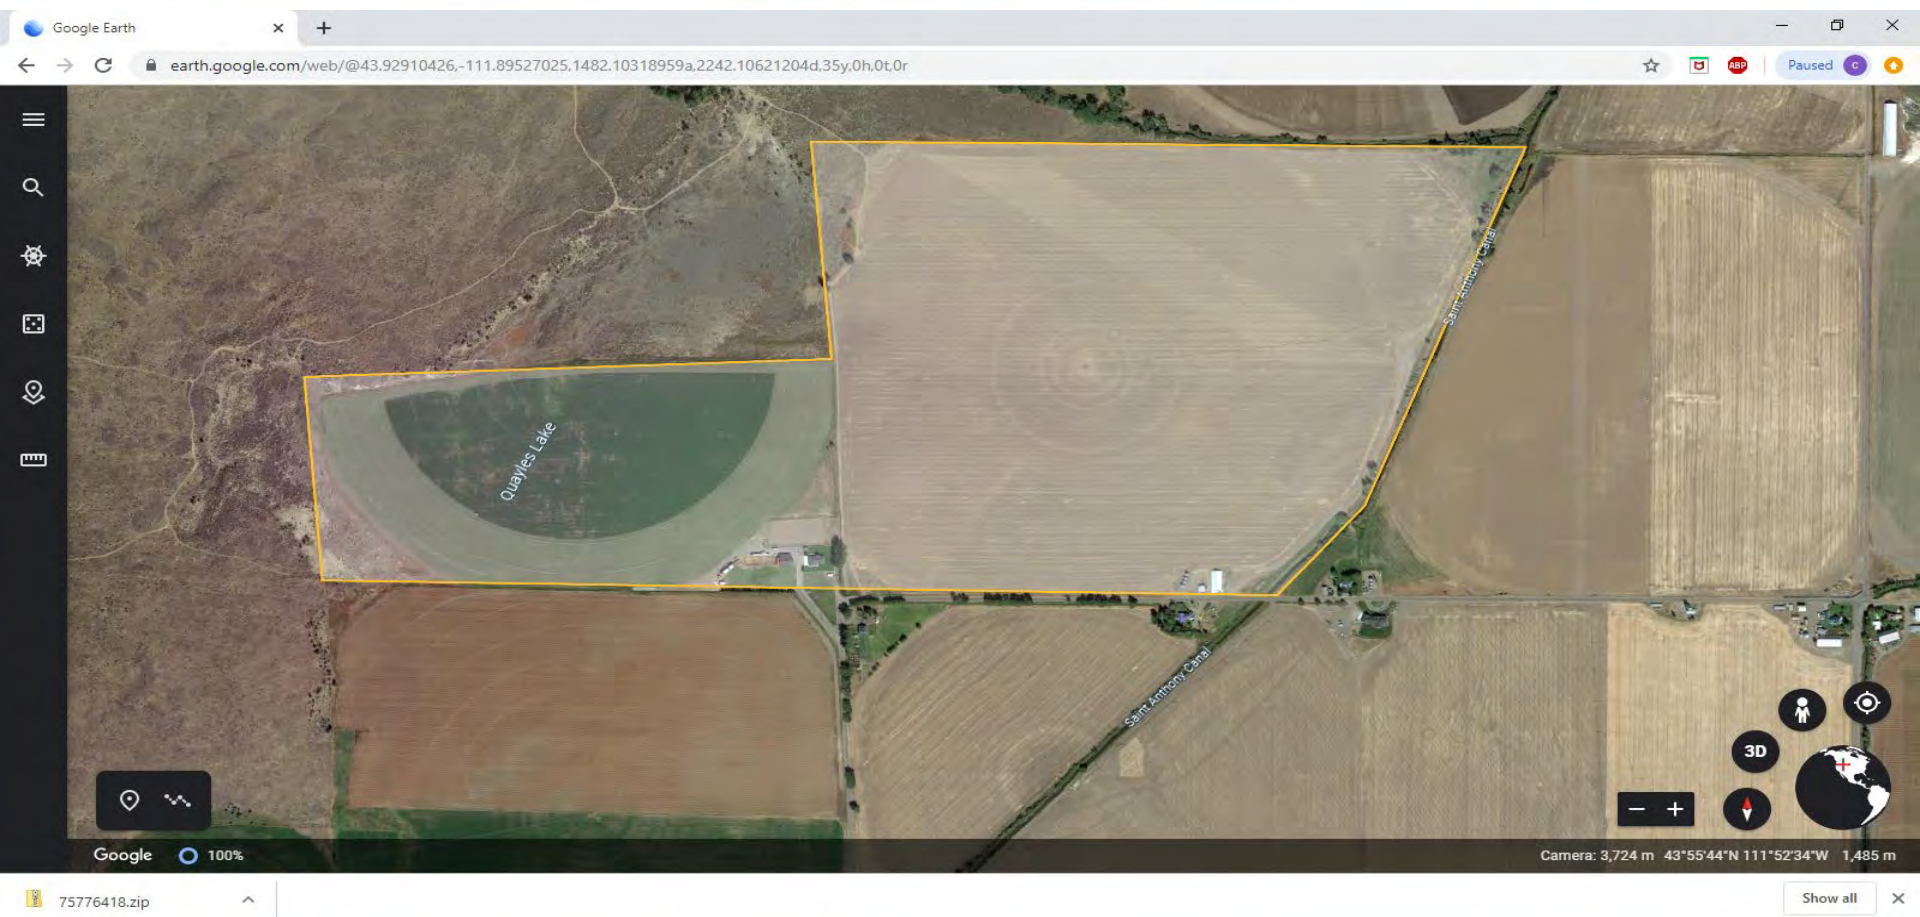 Google Earth
earth.google.com/web/@43.92910426,-111.89527025,1482.10318959a,2242.10621204d,35y,0h,0t,0r
ABP
Paused
C
Saint Anthony Canal
Quayles Lake
Saint Anthony Canal
3D
Google
100%
Camera: 3,724 m 43°55'44"N 111°52'34"W 1,485 m
75776418.zip
Show all